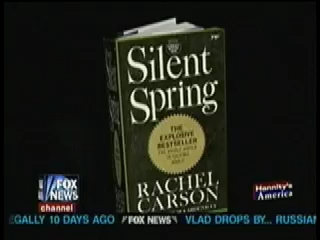 Silent
Spring
THE
EXPLOSIVE
BESTSELLER
RACHEL
CARSON
FOX
NEWS
channel
Hannity's
America
GALLY 10 DAYS AGO FOX NEWS VLAD DROPS BY... RUSSIAN